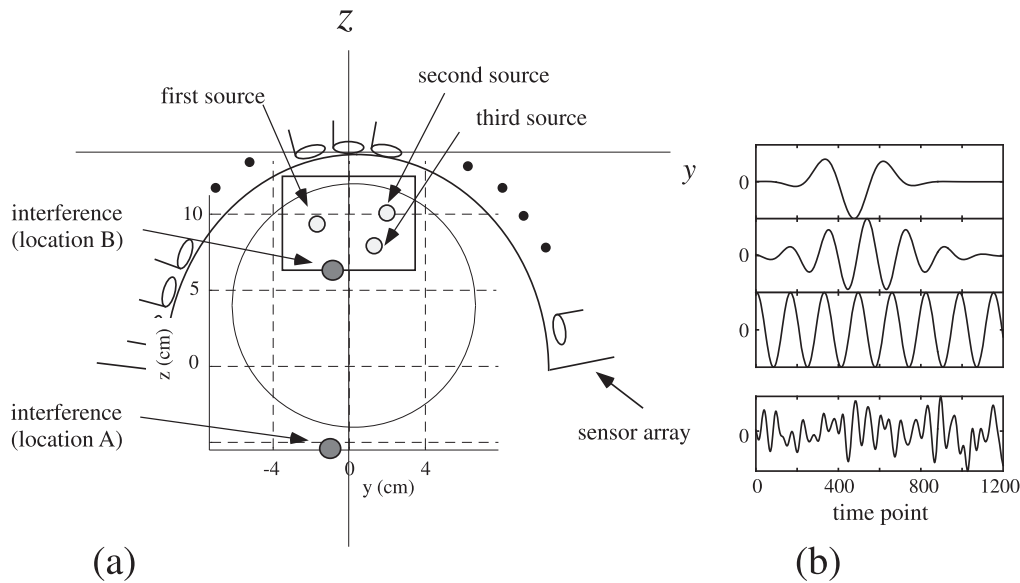 z
second source
first source
third source
y
interference
(location B)
10
5
0
z (cm)
interference
(location A)
sensor array
-4
0
4
y (cm)
(a)
0
0
0
0
0
400
800
1200
time point
(b)